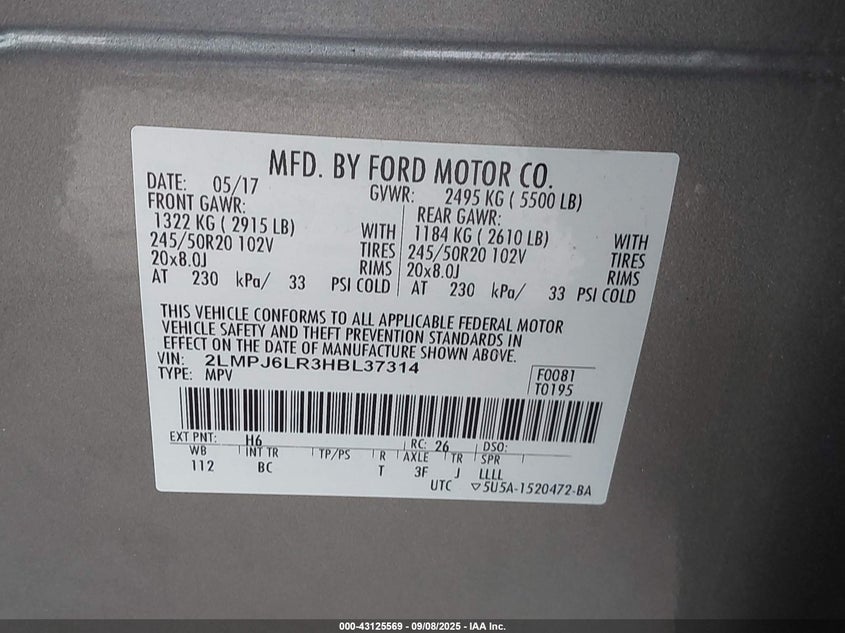 MFD. BY FORD MOTOR CO.
DATE: 05/17 GVWR: 2495 KG ( 5500 LB)
FRONT GAWR: REAR GAWR:
1322 KG ( 2915 LB) WITH 1184 KG ( 2610 LB) WITH
245/50R20 102V TIRES 245/50R20 102V TIRES
20x8.0J RIMS 20x8.0J RIMS
AT 230 kPa/ 33 PSI COLD AT 230 kPa/ 33 PSI COLD
THIS VEHICLE CONFORMS TO ALL APPLICABLE FEDERAL MOTOR
VEHICLE SAFETY AND THEFT PREVENTION STANDARDS IN
EFFECT ON THE DATE OF MANUFACTURE SHOWN ABOVE.
VIN: 2LMPJ6LR3HBL37314
TYPE: MPV
F0081
T0195
EXT PNT: H6 RC: 26 DSO:
WB INT TR TP/PS R AXLE TR SPR
112 BC T 3F J LLLL
UTC ▽5U5A-1520472-BA
000-43125569 - 09/08/2025 - IAA Inc.